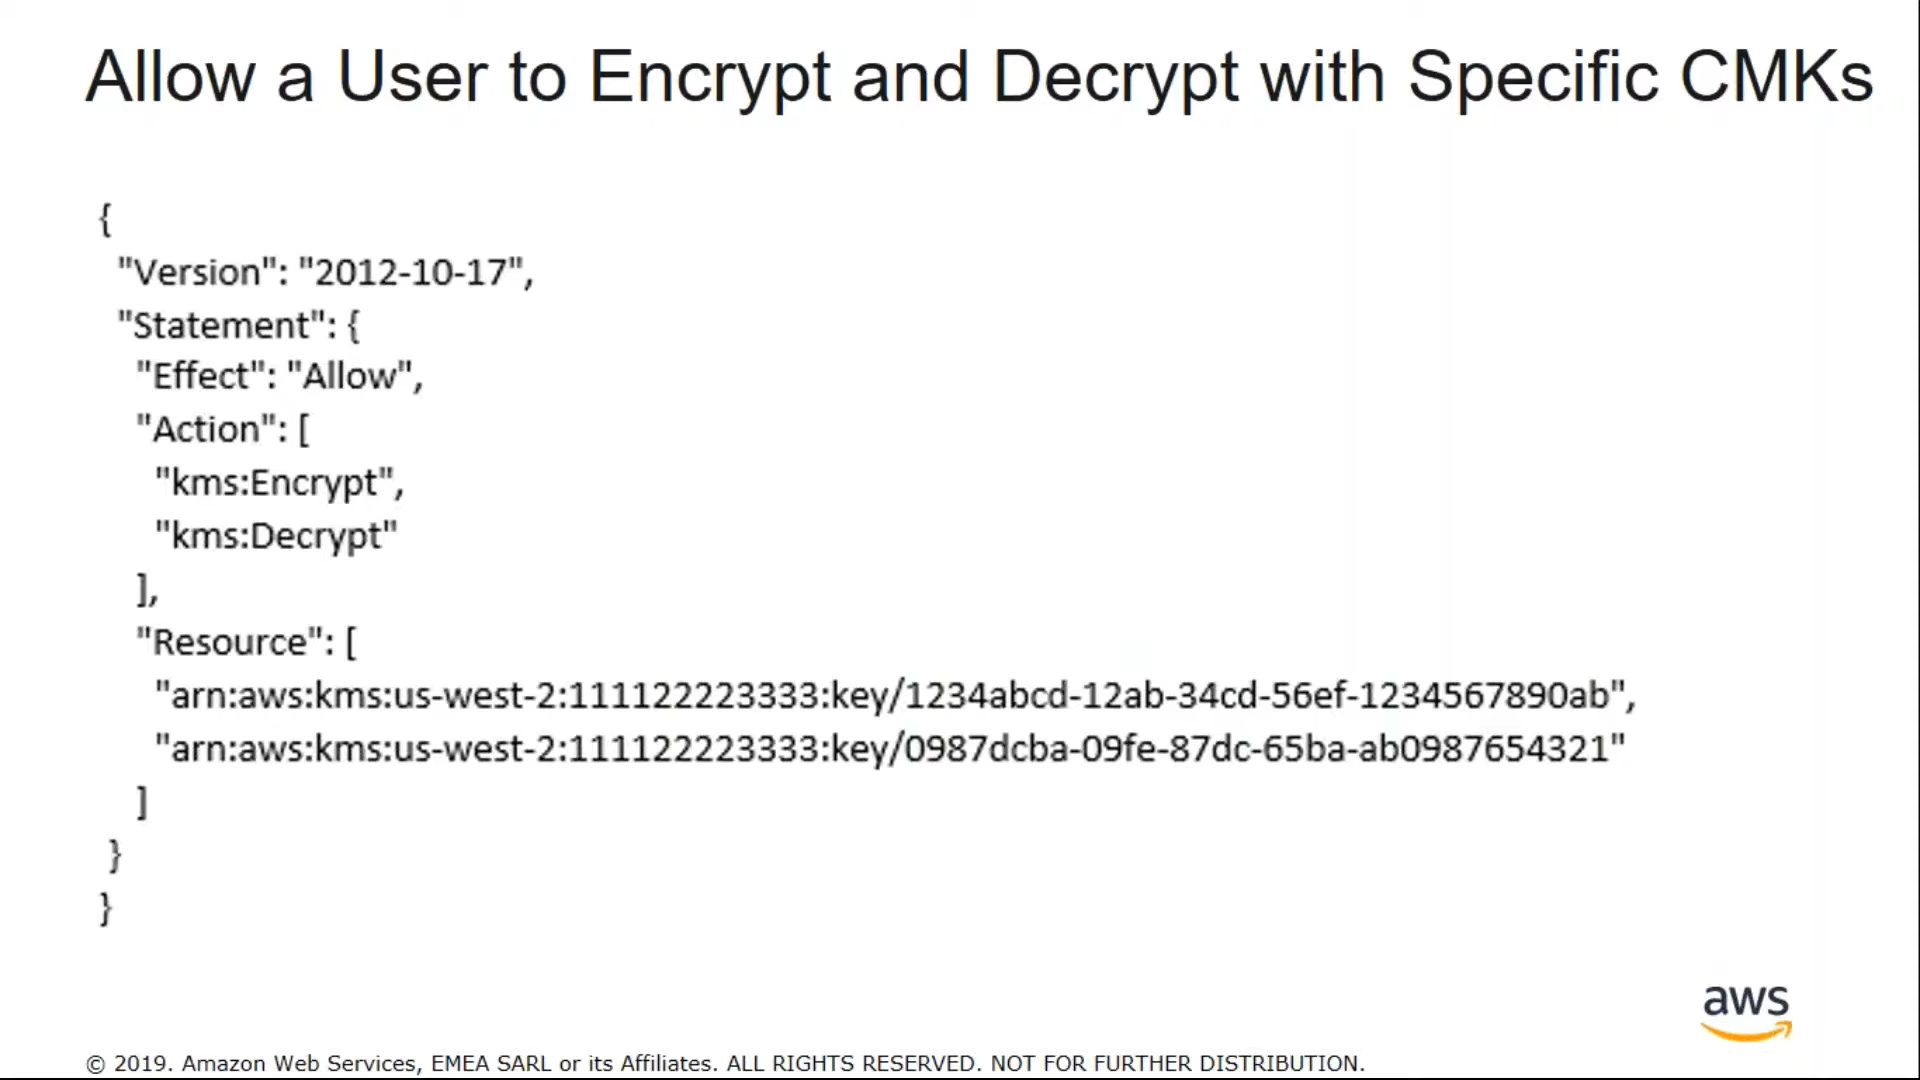 Allow a User to Encrypt and Decrypt with Specific CMKs
{
"Version": "2012-10-17",
"Statement": {
"Effect": "Allow",
"Action": [
"kms:Encrypt",
"kms:Decrypt"
],
"Resource": [
"arn:aws:kms:us-west-2:111122223333:key/1234abcd-12ab-34cd-56ef-1234567890ab",
"arn:aws:kms:us-west-2:111122223333:key/0987dcba-09fe-87dc-65ba-ab0987654321"
]
}
}
aws
© 2019. Amazon Web Services, EMEA SARL or its Affiliates. ALL RIGHTS RESERVED. NOT FOR FURTHER DISTRIBUTION.